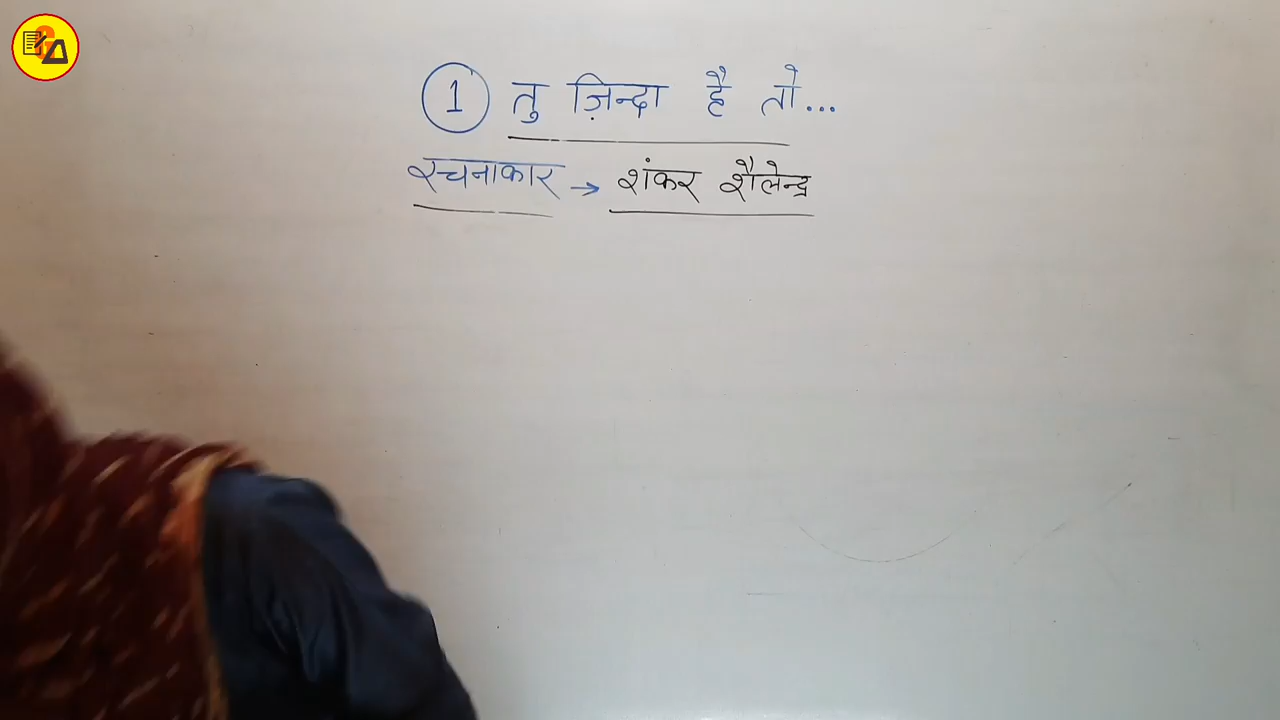 1 तु ज़िन्दा है तो...
रचनाकार → शंकर शैलेन्द्र